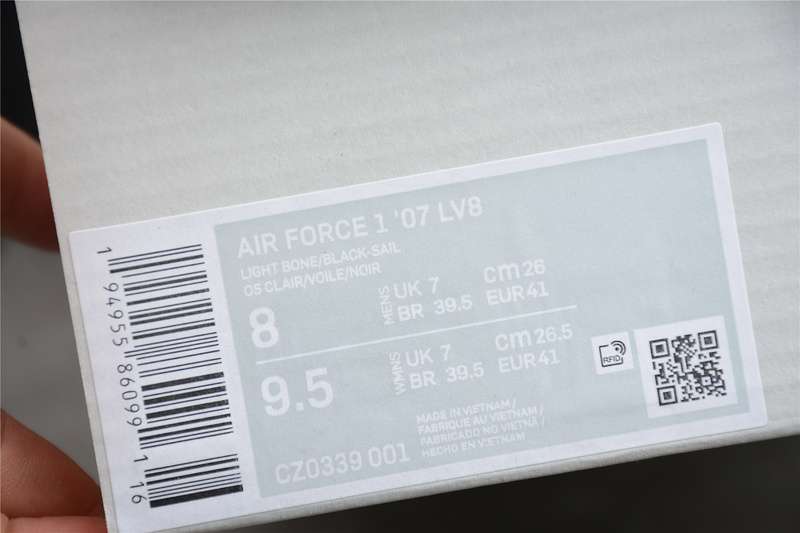 AIR FORCE 1 '07 LV8
LIGHT BONE/BLACK-SAIL
OS CLAIR/VOILE/NOIR
8 MENS UK 7 cm 26
BR 39.5 EUR 41
9.5 WMNS UK 7 cm 26.5
BR 39.5 EUR 41
CZ0339 001
MADE IN VIETNAM /
FABRIQUE AU VIETNAM /
FABRICADO NO VIETNÃ /
HECHO EN VIETNAM
RFID
1 94955 86099 1 16